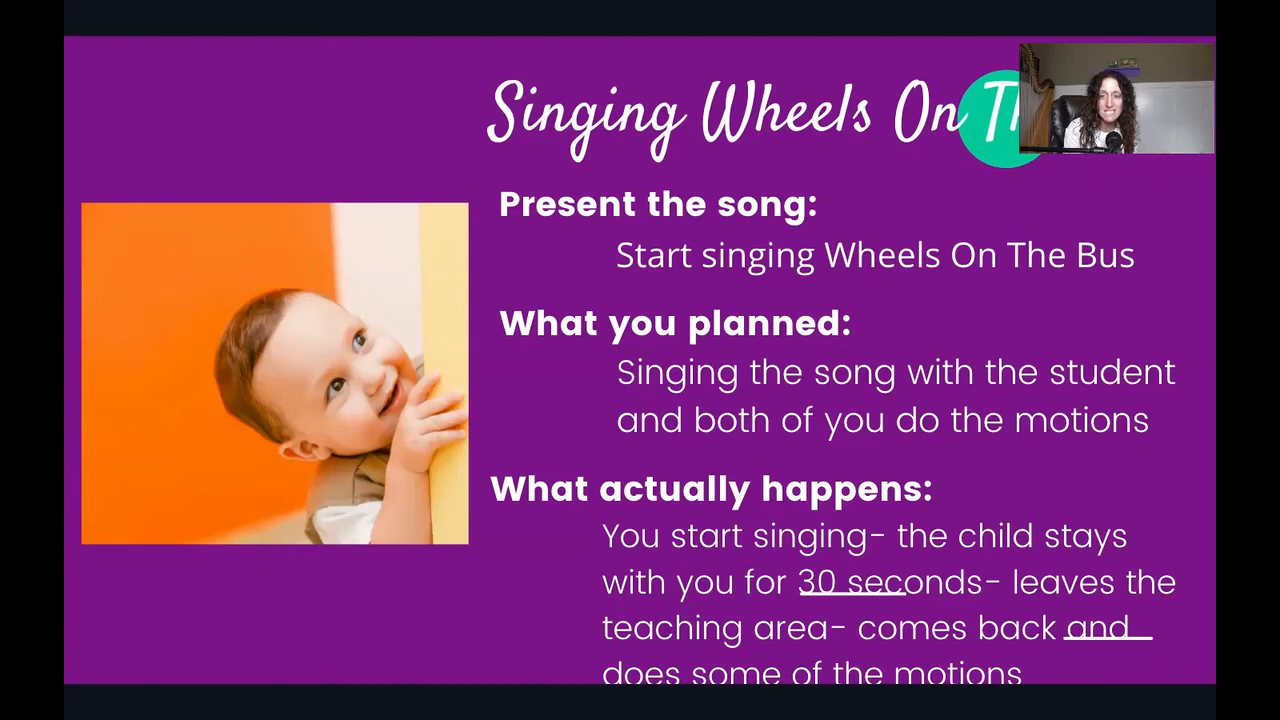 Singing Wheels On
Present the song:
Start singing Wheels On The Bus
What you planned:
Singing the song with the student
and both of you do the motions
What actually happens:
You start singing- the child stays
with you for 30 seconds- leaves the
teaching area- comes back and
does some of the motions